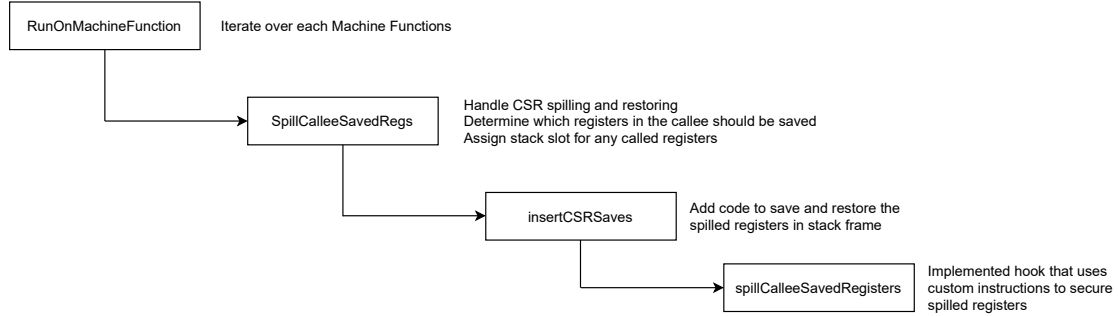 RunOnMachineFunction
Iterate over each Machine Functions
SpillCalleeSavedRegs
Handle CSR spilling and restoring
Determine which registers in the callee should be saved
Assign stack slot for any called registers
insertCSRSaves
Add code to save and restore the
spilled registers in stack frame
spillCalleeSavedRegisters
Implemented hook that uses
custom instructions to secure
spilled registers